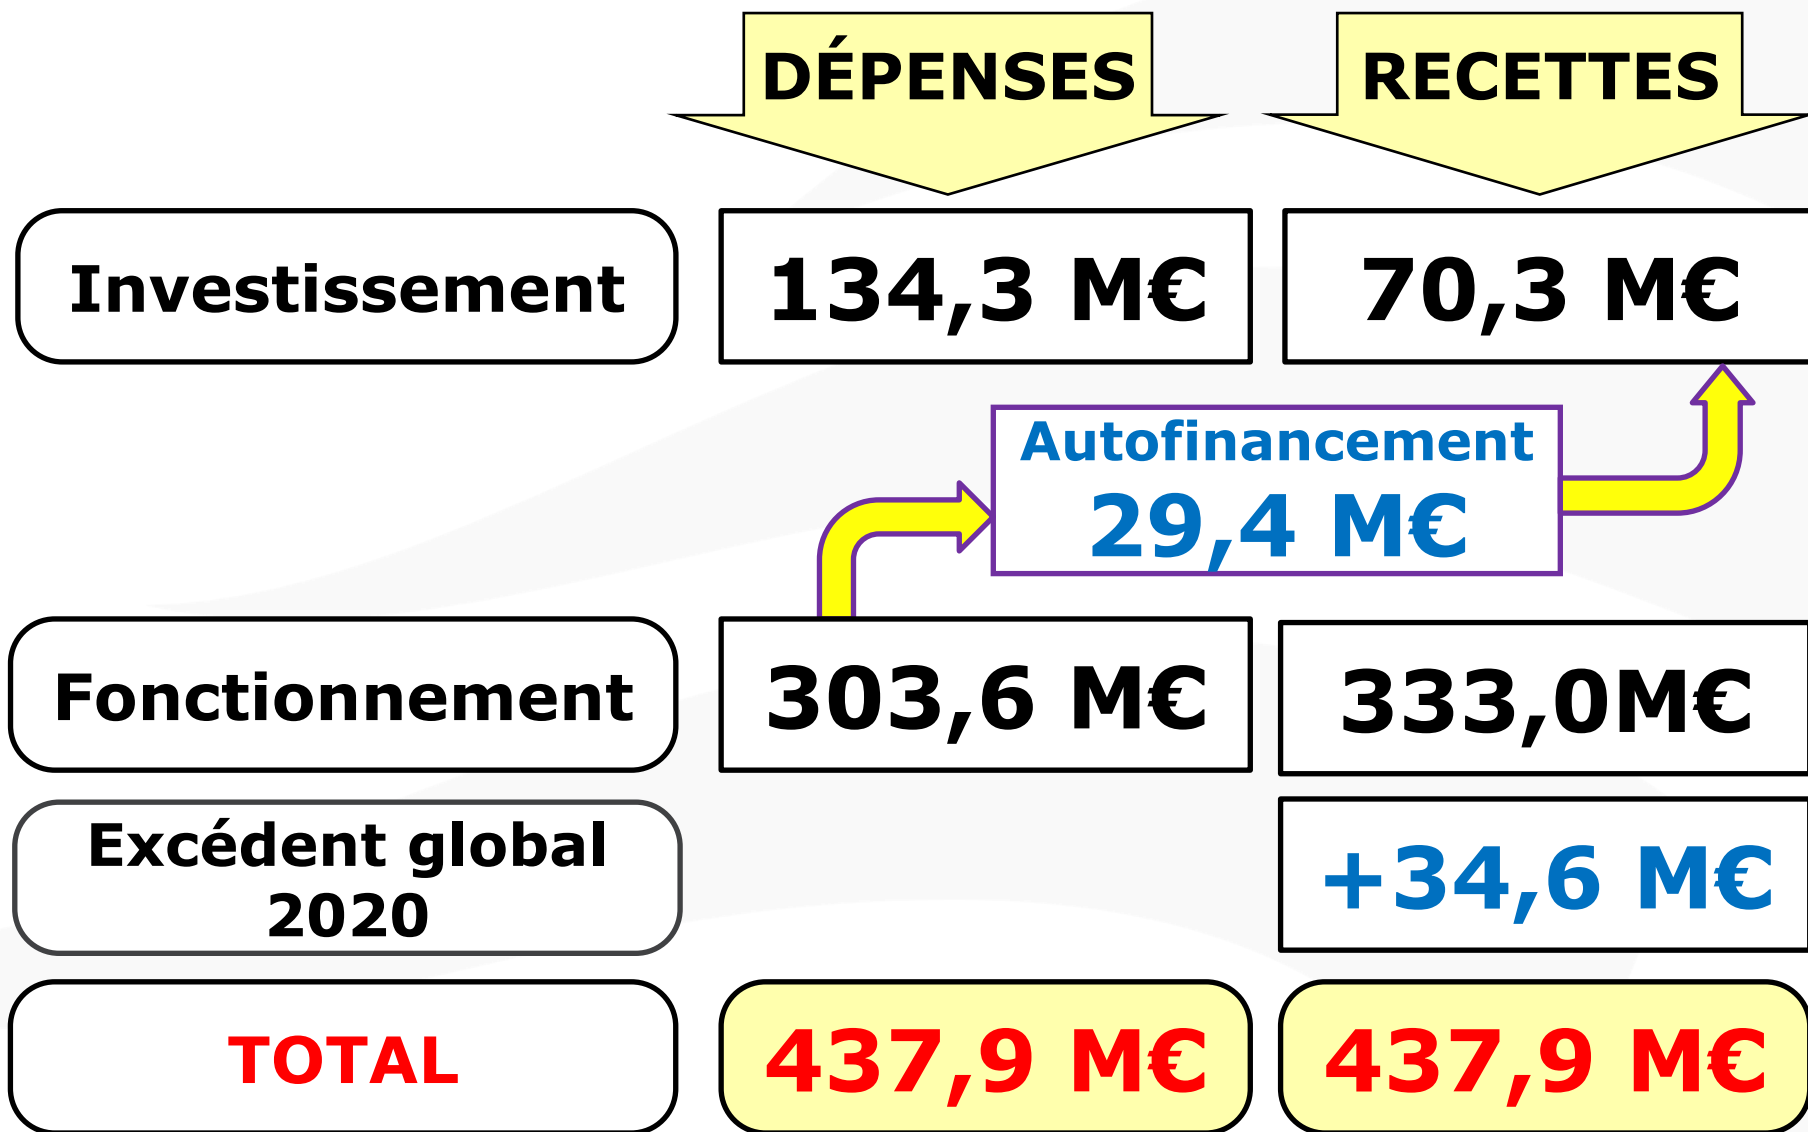 DÉPENSES
RECETTES
Investissement
134,3 M€
70,3 M€
Autofinancement
29,4 M€
Fonctionnement
303,6 M€
333,0M€
Excédent global
2020
+34,6 M€
TOTAL
437,9 M€
437,9 M€